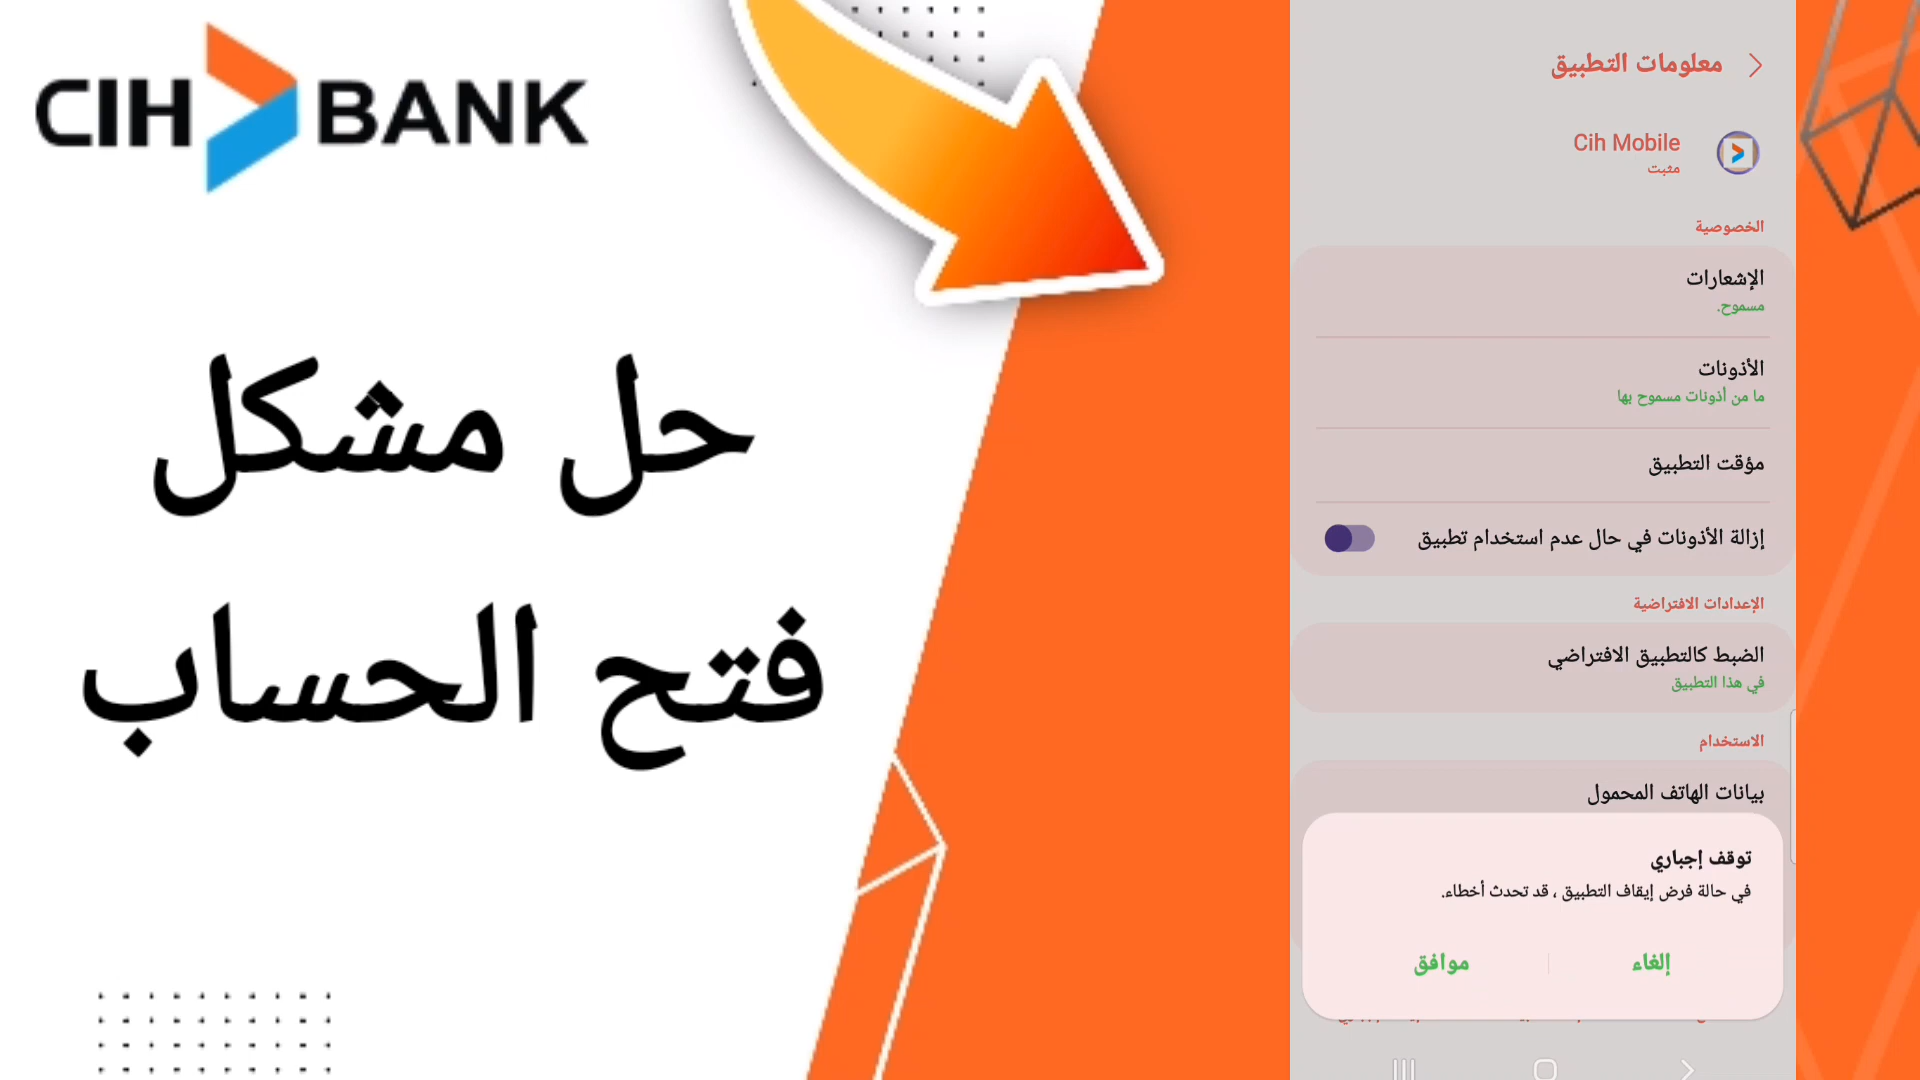 CIH BANK
حل مشكل
فتح الحساب
معلومات التطبيق
Cih Mobile
مثبت
الخصوصية
الإشعارات
مسموح.
الأذونات
ما من أذونات مسموح بها
مؤقت التطبيق
إزالة الأذونات في حال عدم استخدام تطبيق
الإعدادات الافتراضية
الضبط كالتطبيق الافتراضي
في هذا التطبيق
الاستخدام
بيانات الهاتف المحمول
توقف إجباري
في حالة فرض إيقاف التطبيق ، قد تحدث أخطاء.
إلغاء
موافق